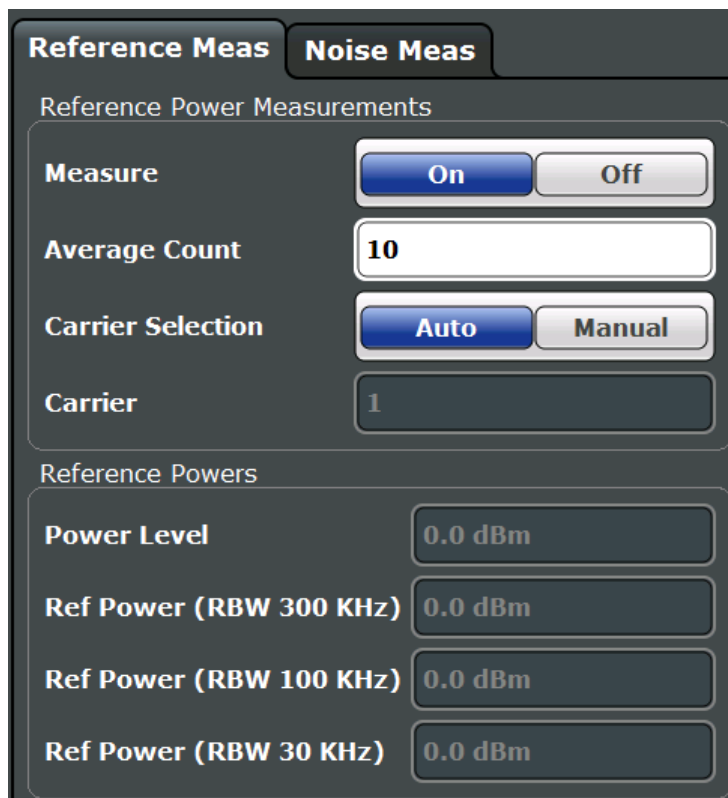 Reference Meas Noise Meas
Reference Power Measurements
Measure On Off
Average Count 10
Carrier Selection Auto Manual
Carrier 1
Reference Powers
Power Level 0.0 dBm
Ref Power (RBW 300 KHz) 0.0 dBm
Ref Power (RBW 100 KHz) 0.0 dBm
Ref Power (RBW 30 KHz) 0.0 dBm